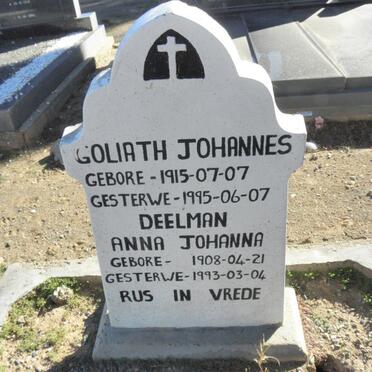 GOLIATH JOHANNES
GEBORE - 1915-07-07
GESTERWE - 1995-06-07
DEELMAN
ANNA JOHANNA
GEBORE - 1908-04-21
GESTERWE - 1993-03-04
RUS IN VREDE